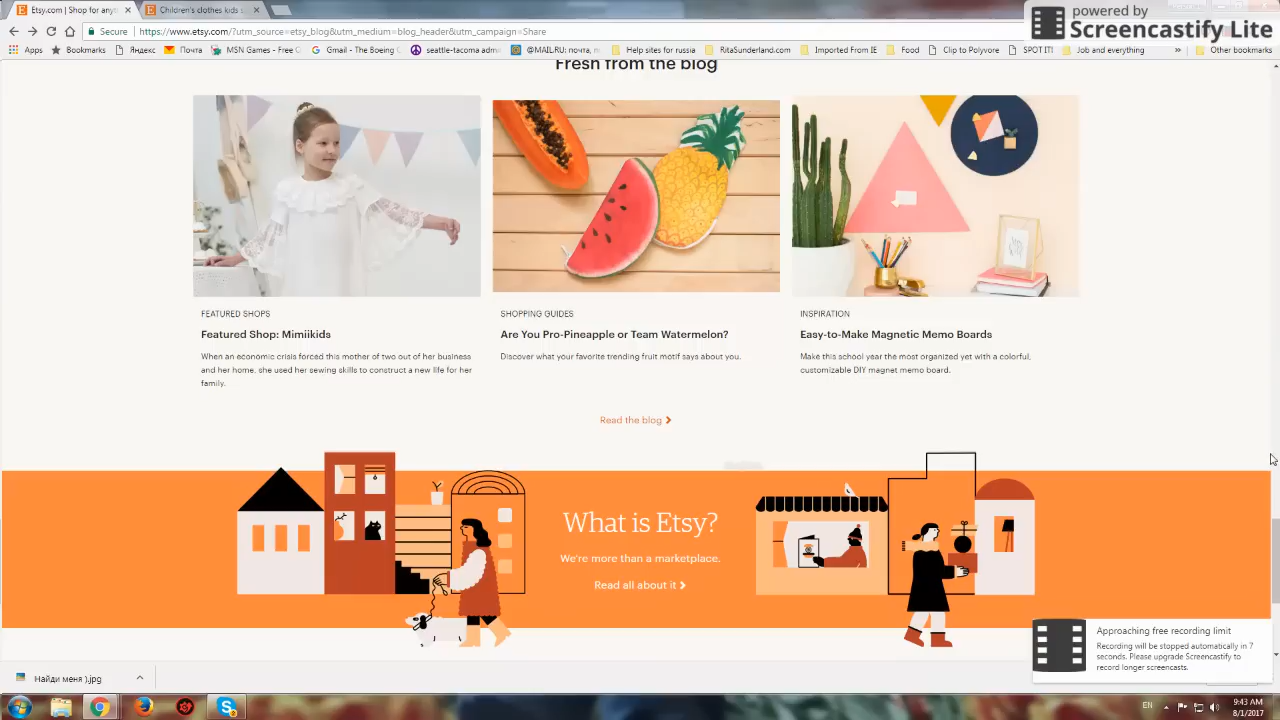 Etsy.com | Shop for anyt
Children's clothes kids s
powered by
Screencastify Lite
Secure
https://www.etsy.com/?utm_source=etsy_blog&utm_medium=blog_header&utm_campaign=Share
Apps
Bookmarks
Яндекс
Почта
MSN Games - Free C
Gmail - The Boeing
seattle-tacoma adm
@MAIL.RU: почта,
Help sites for russia
RitaSunderland.com
Imported From IE
Food
Clip to Polyvore
SPOT IT!
Job and everything
»
Other bookmarks
Fresh from the blog
FEATURED SHOPS
Featured Shop: Mimiikids
When an economic crisis forced this mother of two out of her business
and her home, she used her sewing skills to construct a new life for her
family.
SHOPPING GUIDES
Are You Pro-Pineapple or Team Watermelon?
Discover what your favorite trending fruit motif says about you.
INSPIRATION
Easy-to-Make Magnetic Memo Boards
Make this school year the most organized yet with a colorful,
customizable DIY magnet memo board.
Read the blog
What is Etsy?
We're more than a marketplace.
Read all about it
Approaching free recording limit
Recording will be stopped automatically in 7
seconds. Please upgrade Screencastify to
record longer screencasts.
Найди меня ).jpg
EN
9:43 AM
8/1/2017